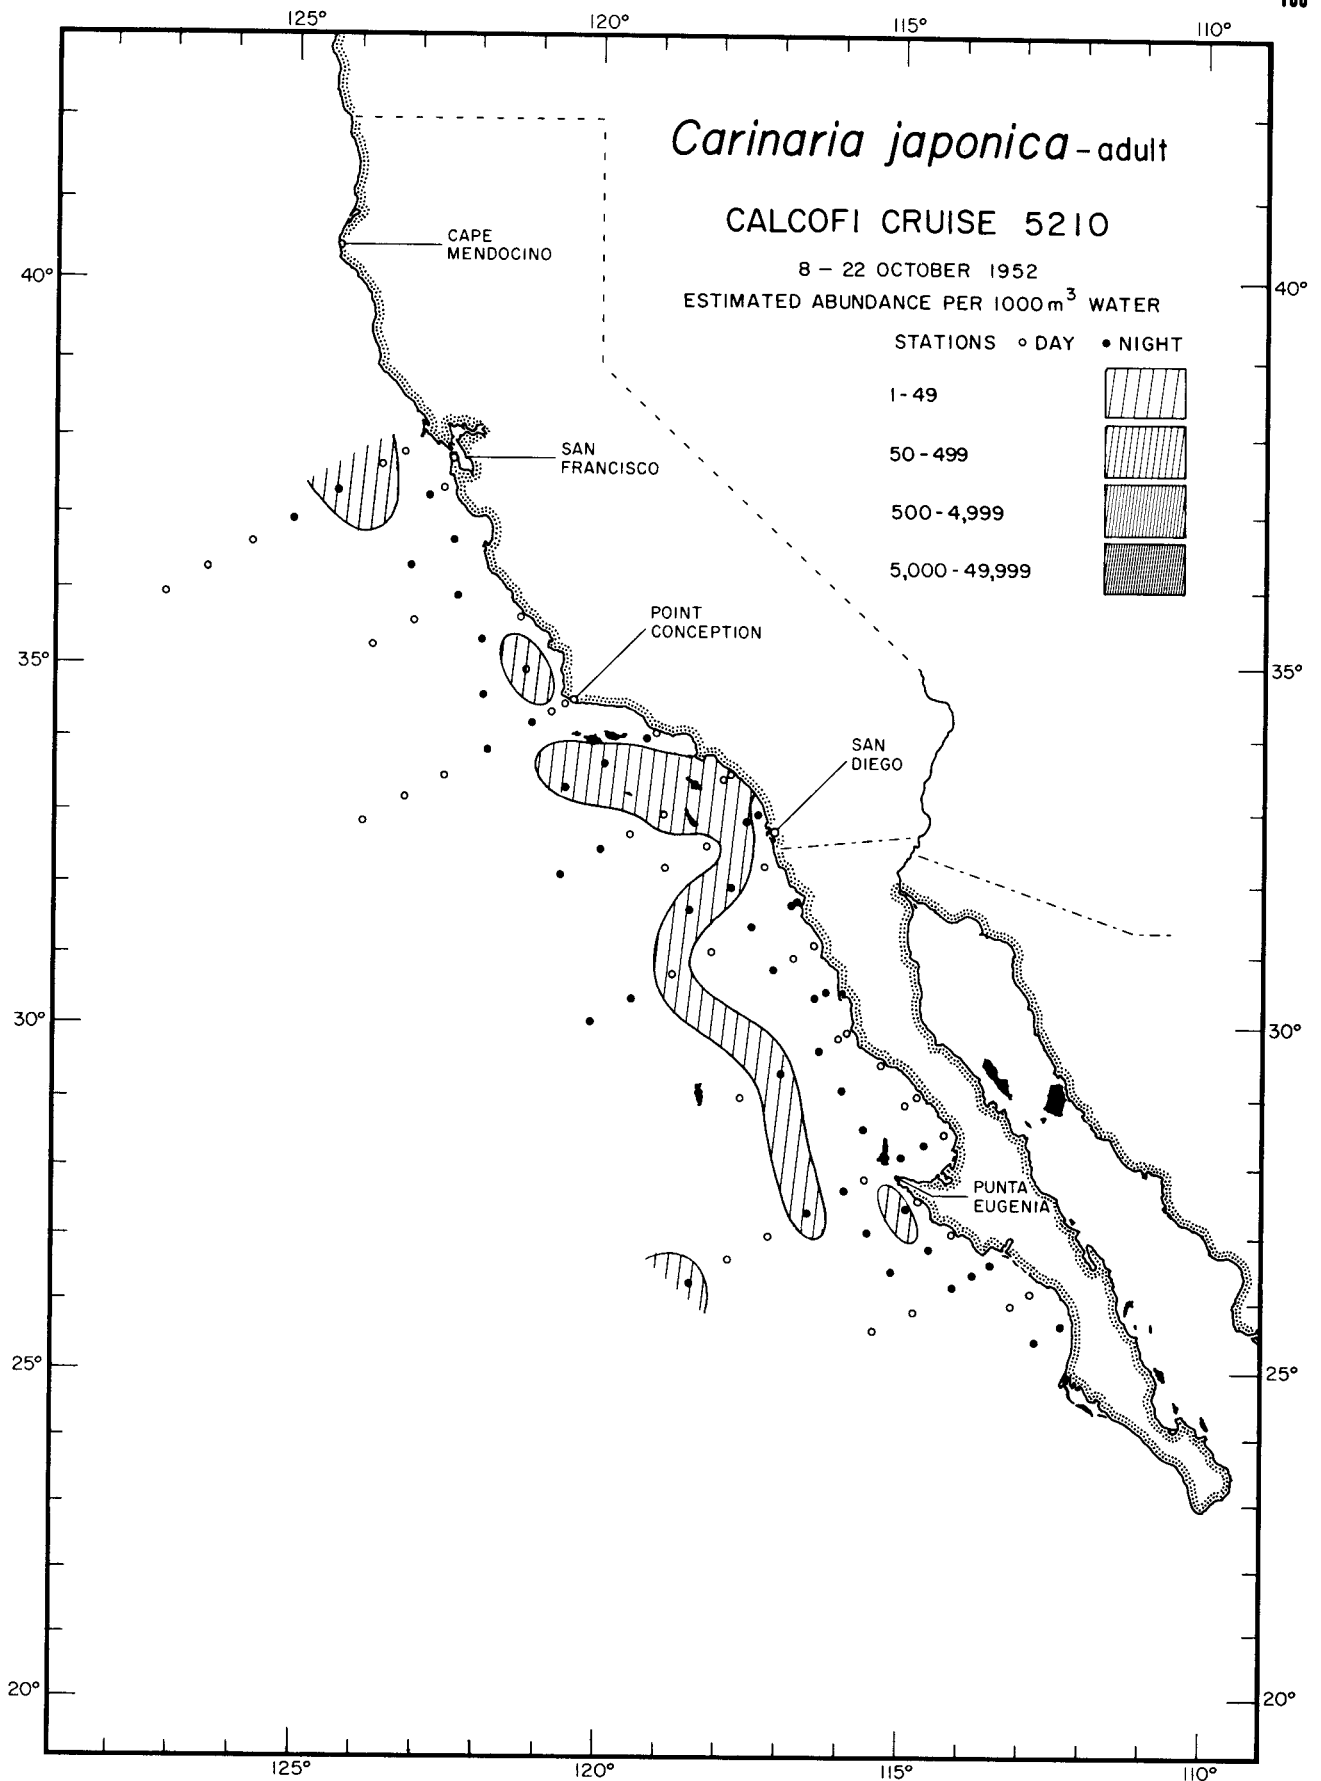 125°
120°
115°
110°
Carinaria japonica – adult
CALCOFI CRUISE 5210
8 – 22 OCTOBER 1952
ESTIMATED ABUNDANCE PER 1000 m³ WATER
STATIONS ○ DAY ● NIGHT
1 - 49
50 - 499
500 - 4,999
5,000 - 49,999
CAPE
MENDOCINO
40°
40°
SAN
FRANCISCO
POINT
CONCEPTION
35°
35°
SAN
DIEGO
30°
30°
PUNTA
EUGENIA
25°
25°
20°
20°
125°
120°
115°
110°